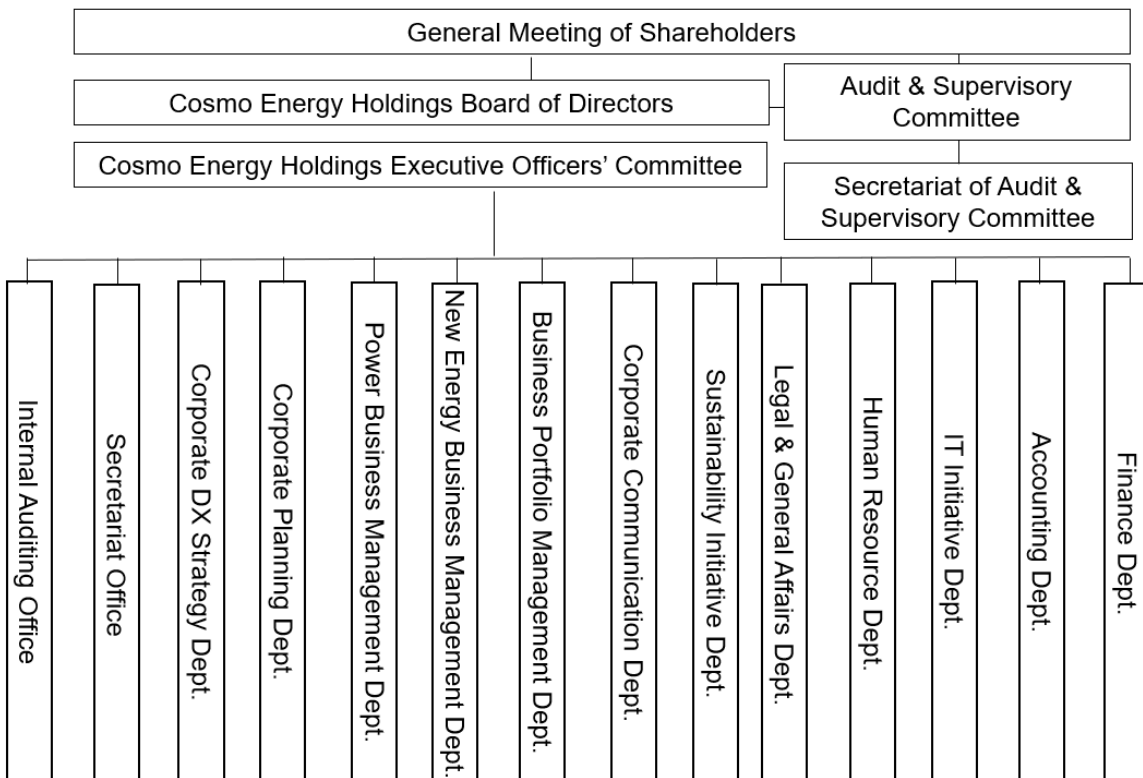 General Meeting of Shareholders
Cosmo Energy Holdings Board of Directors
Audit & Supervisory
Committee
Cosmo Energy Holdings Executive Officers’ Committee
Secretariat of Audit &
Supervisory Committee
Internal Auditing Office
Secretariat Office
Corporate DX Strategy Dept.
Corporate Planning Dept.
Power Business Management Dept.
New Energy Business Management Dept.
Business Portfolio Management Dept.
Corporate Communication Dept.
Sustainability Initiative Dept.
Legal & General Affairs Dept.
Human Resource Dept.
IT Initiative Dept.
Accounting Dept.
Finance Dept.